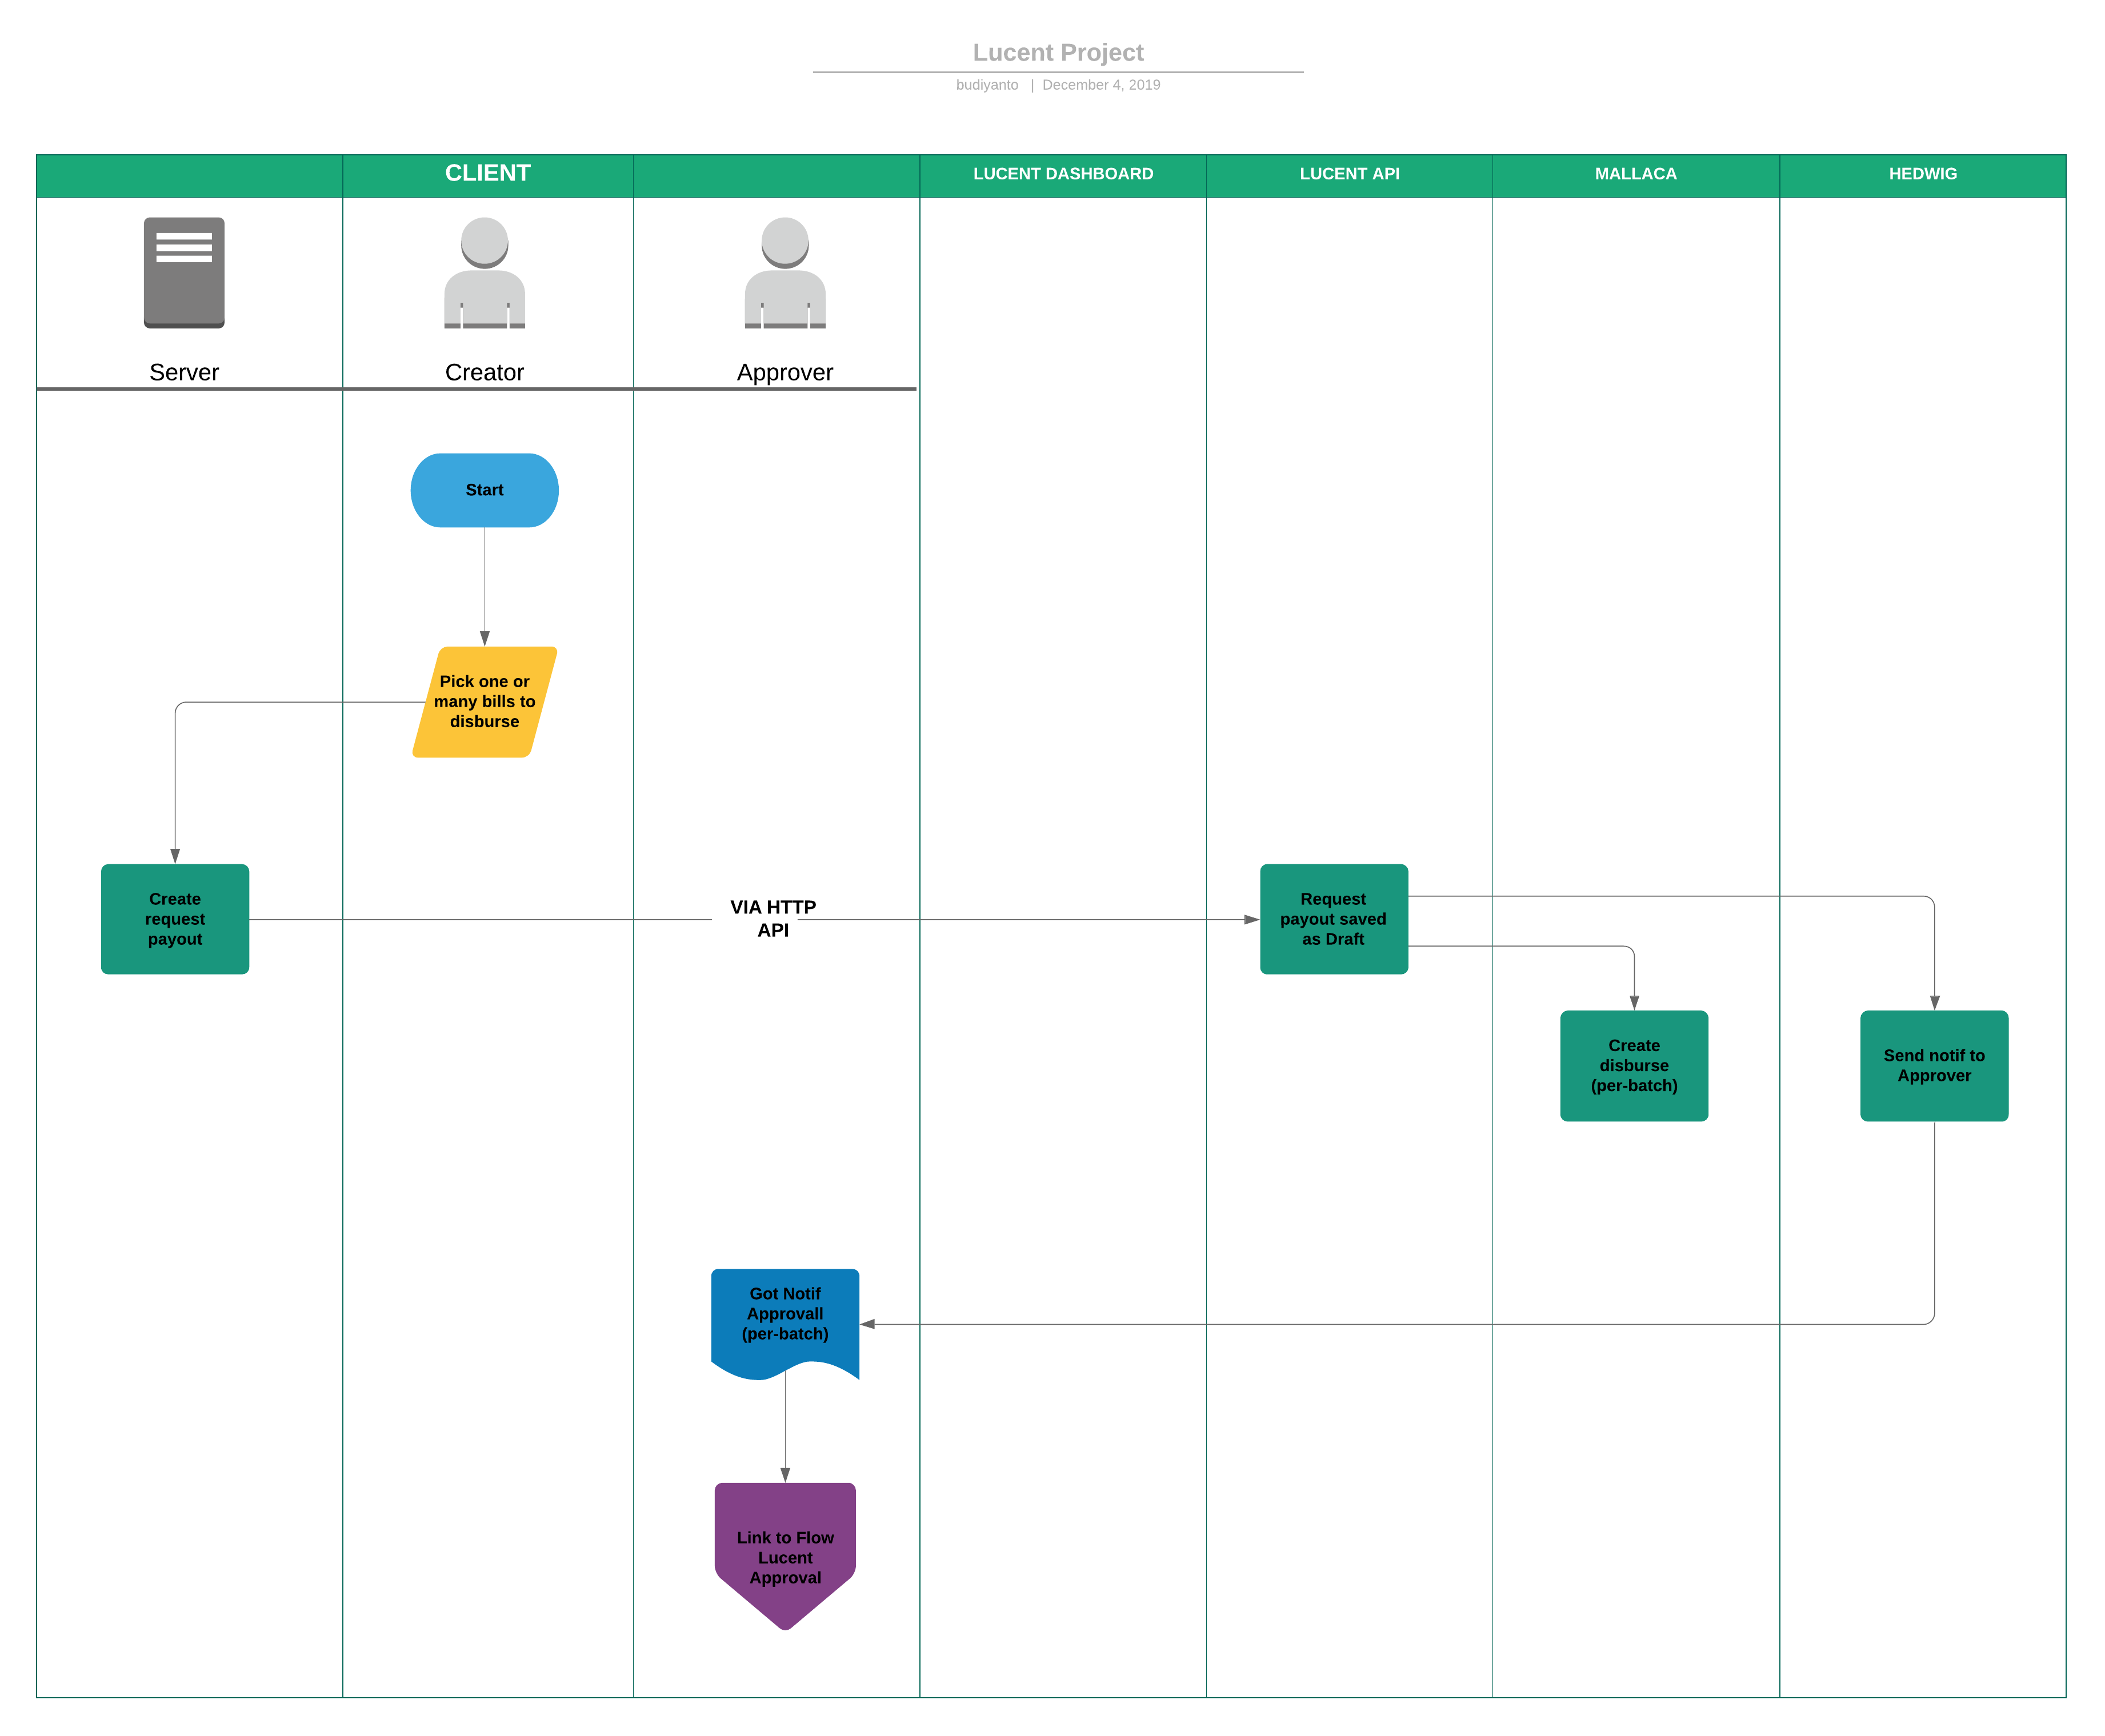 Lucent Project
budiyanto | December 4, 2019
CLIENT
LUCENT DASHBOARD
LUCENT API
MALLACA
HEDWIG
Server
Creator
Approver
Start
Pick one or
many bills to
disburse
Create
request
payout
VIA HTTP
API
Request
payout saved
as Draft
Create
disburse
(per-batch)
Send notif to
Approver
Got Notif
Approvall
(per-batch)
Link to Flow
Lucent
Approval